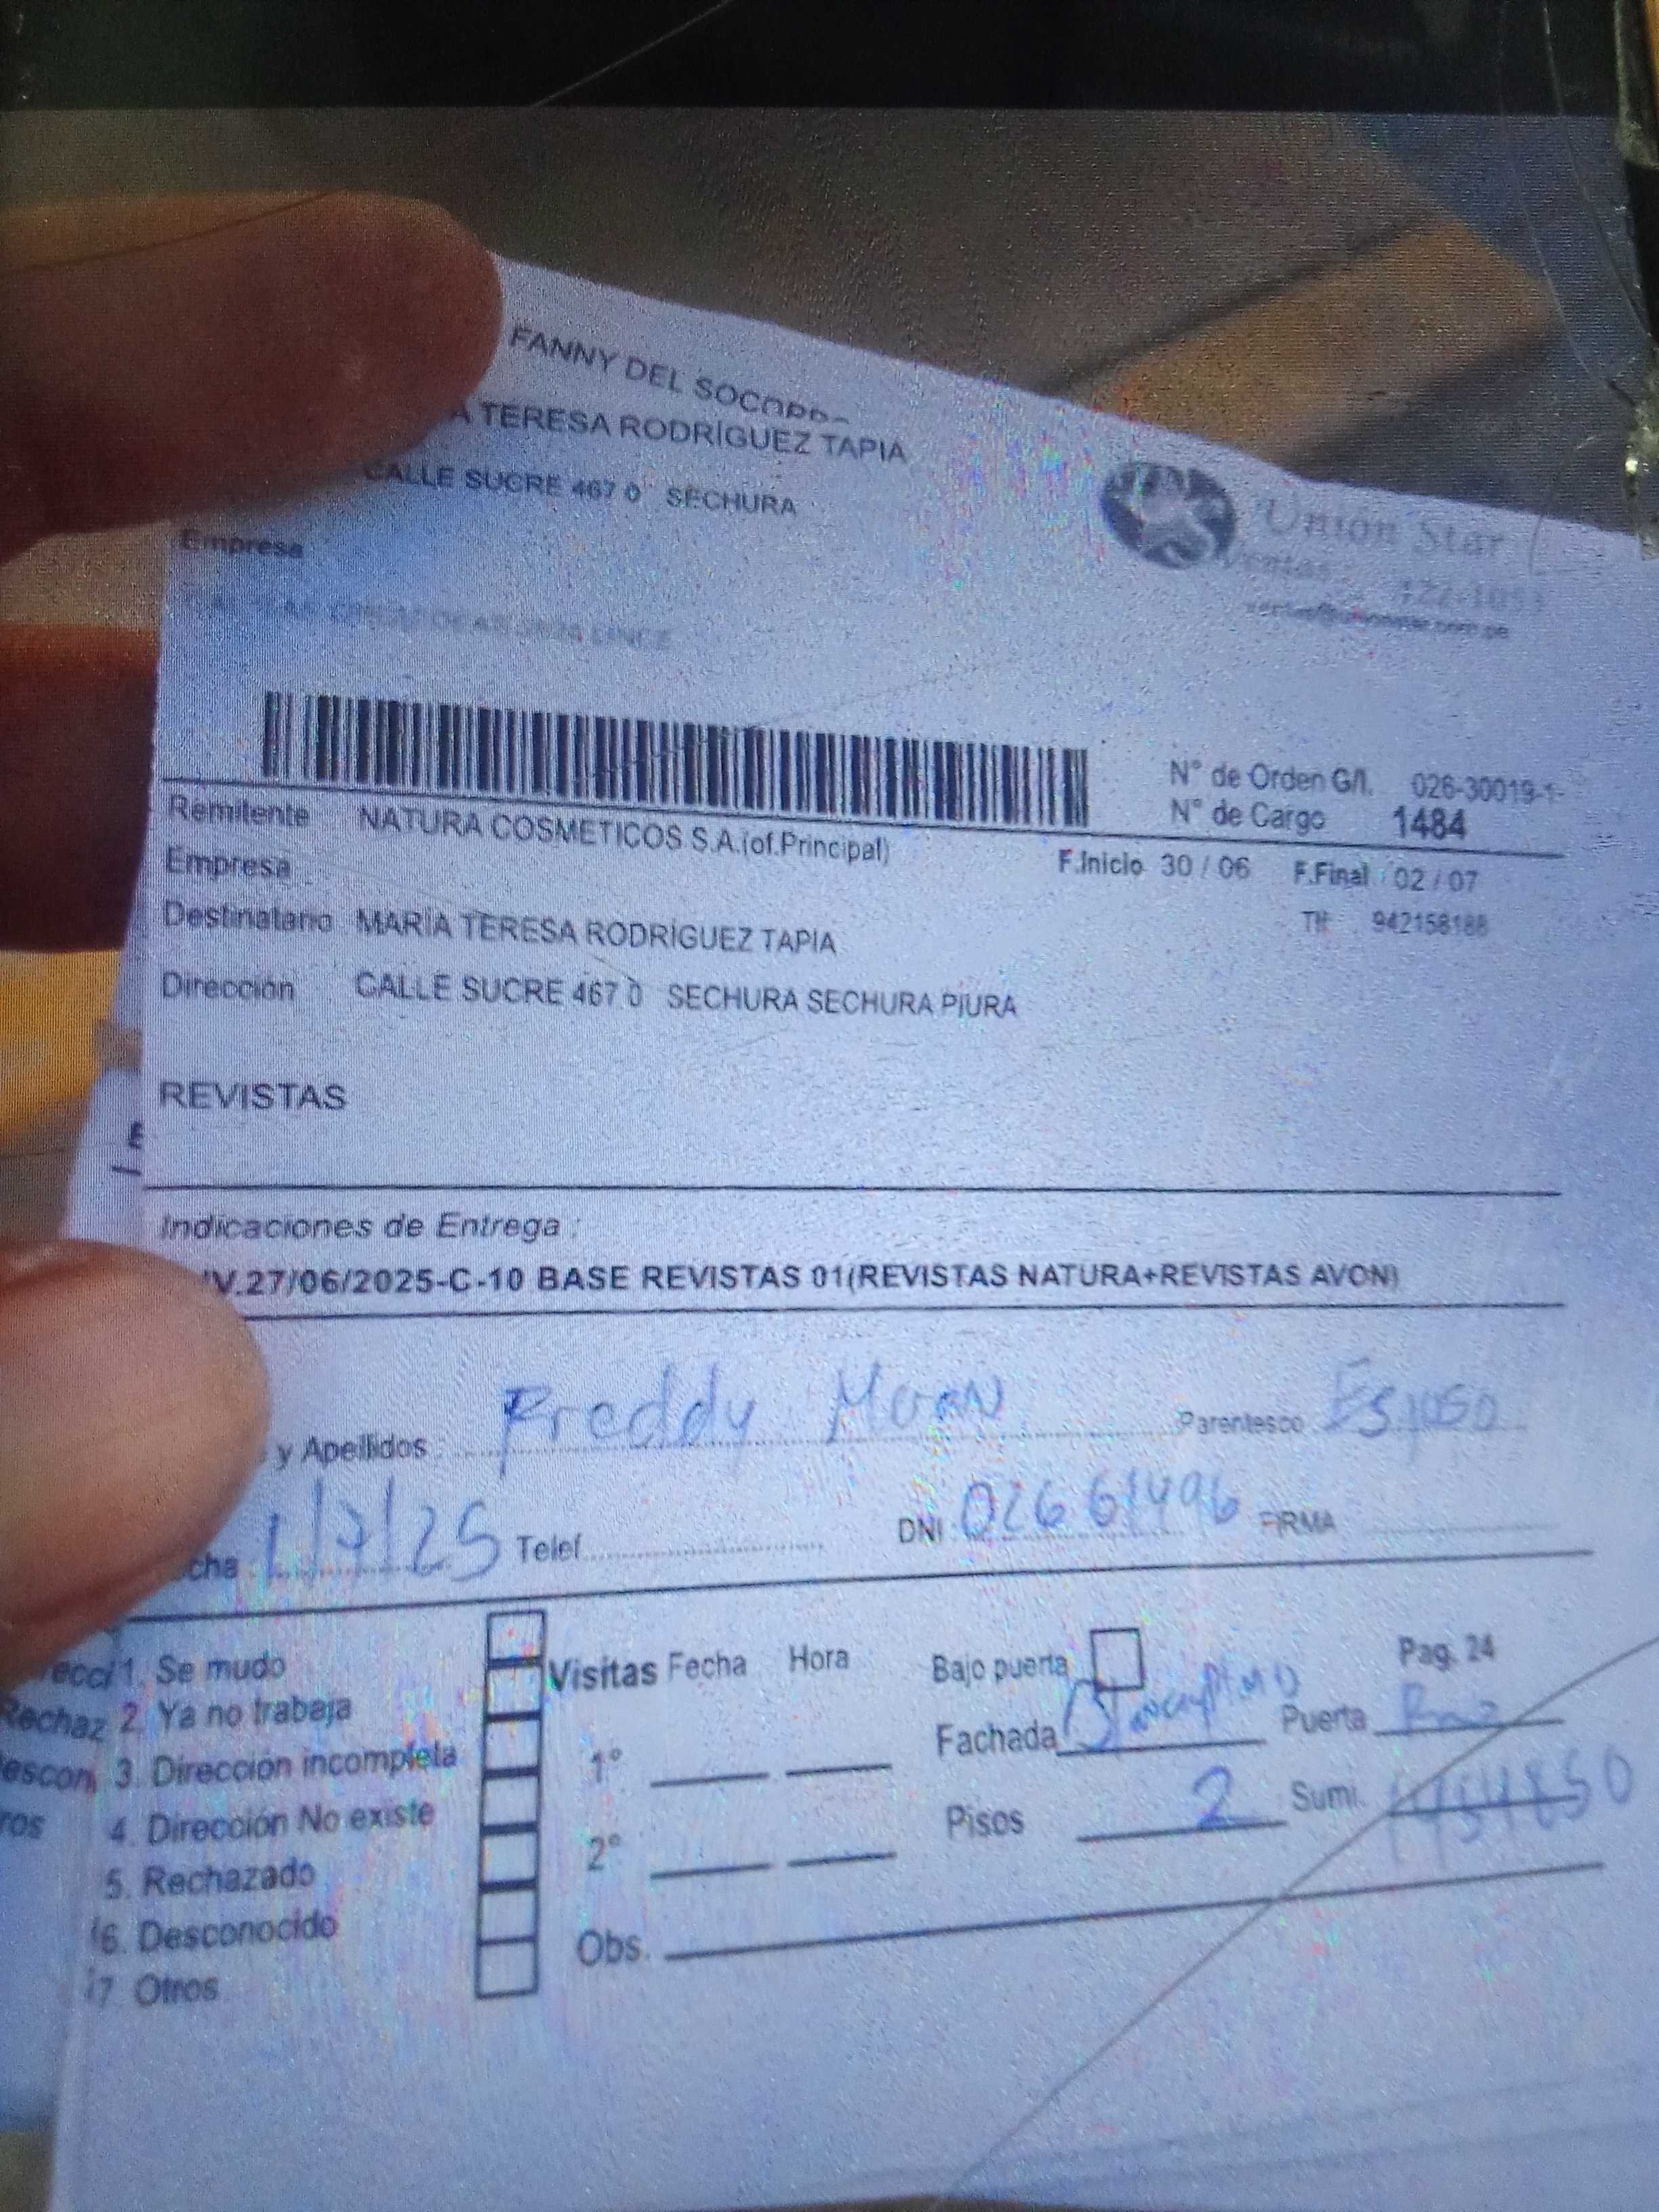 FANNY DEL
A TERESA RODRÍGUEZ TAPIA
CALLE SUCRE 467 0 SECHURA
Empresa
Union Star
Ventas
N° de Orden G/I. 026-30019-1-
N° de Cargo 1484
Remitente NATURA COSMETICOS S.A.(of.Principal)
Empresa
F.Inicio 30 / 06 F.Final 02 / 07
Destinatario MARÍA TERESA RODRÍGUEZ TAPIA
Tlf 942158188
Dirección CALLE SUCRE 467 0 SECHURA SECHURA PIURA
REVISTAS
Indicaciones de Entrega :
V.27/06/2025-C-10 BASE REVISTAS 01(REVISTAS NATURA+REVISTAS AVON)
y Apellidos : Freddy Parentesco Esposo
cha 1/7/25 Telef. DNI 02661496 FIRMA
1. Se mudo
2. Ya no trabaja
3. Dirección incompleta
4. Dirección No existe
5. Rechazado
6. Desconocido
7 Otros
Visitas Fecha Hora
1°
2°
Obs.
Bajo puerta
Pag. 24
Fachada Puerta
Pisos 2 Sumi.